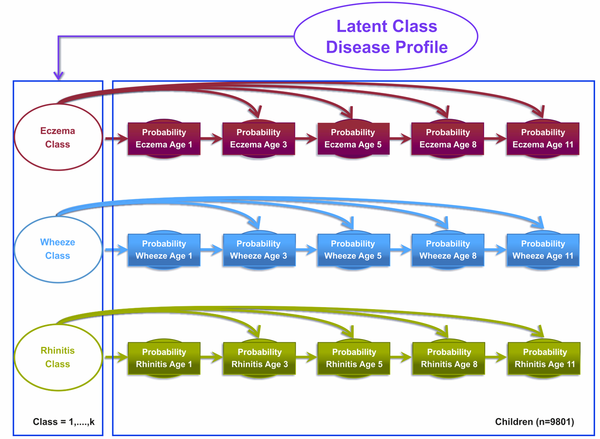 Latent Class
Disease Profile
Eczema
Class
Probability
Eczema Age 1
Probability
Eczema Age 3
Probability
Eczema Age 5
Probability
Eczema Age 8
Probability
Eczema Age 11
Wheeze
Class
Probability
Wheeze Age 1
Probability
Wheeze Age 3
Probability
Wheeze Age 5
Probability
Wheeze Age 8
Probability
Wheeze Age 11
Rhinitis
Class
Probability
Rhinitis Age 1
Probability
Rhinitis Age 3
Probability
Rhinitis Age 5
Probability
Rhinitis Age 8
Probability
Rhinitis Age 11
Class = 1,....,k
Children (n=9801)